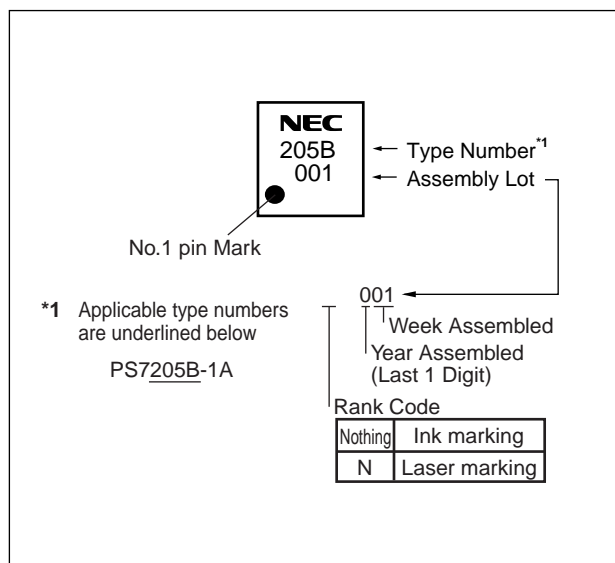 NEC
205B
001
Type Number*1
Assembly Lot
No.1 pin Mark
001
*1 Applicable type numbers
are underlined below
PS7205B-1A
Week Assembled
Year Assembled
(Last 1 Digit)
Rank Code
Nothing Ink marking
N Laser marking